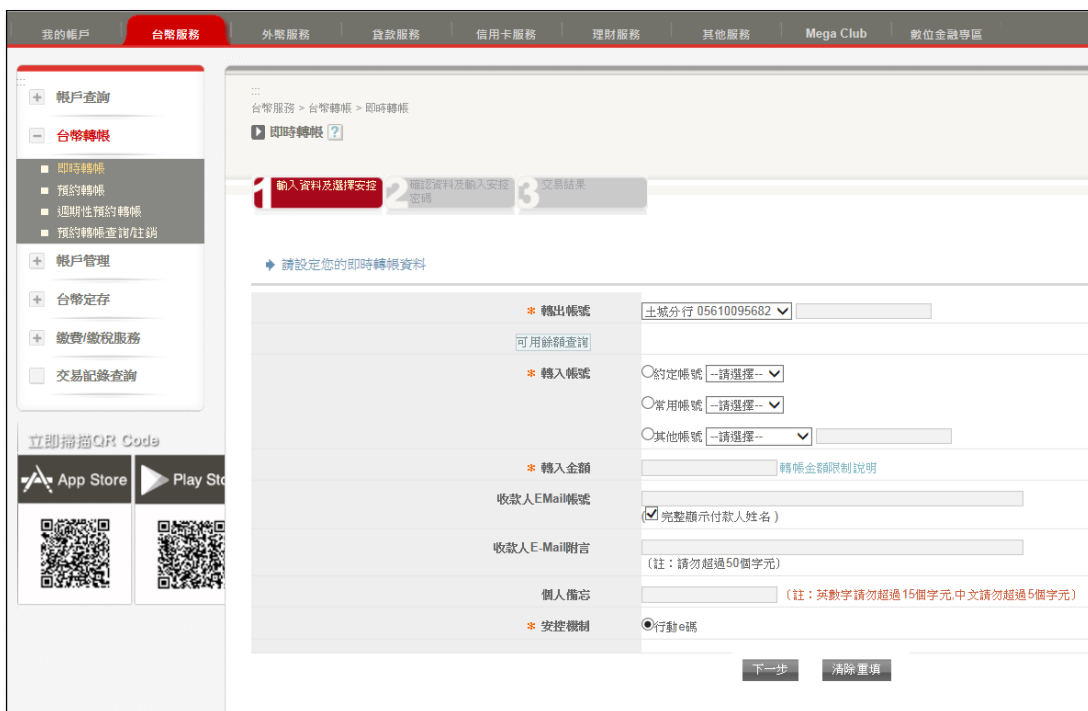 我的帳戶
台幣服務
外幣服務
貸款服務
信用卡服務
理財服務
其他服務
Mega Club
數位金融專區
:::
帳戶查詢
台幣轉帳
即時轉帳
預約轉帳
週期性預約轉帳
預約轉帳查詢/註銷
帳戶管理
台幣定存
繳費/繳稅服務
交易記錄查詢
立即掃描QR Code
App Store
Play Sto
:::
台幣服務 > 台幣轉帳 > 即時轉帳
即時轉帳 ?
1 輸入資料及選擇安控
2 確認資料及輸入安控密碼
3 交易結果
請設定您的即時轉帳資料
* 轉出帳號 土城分行 05610095682
可用餘額查詢
* 轉入帳號 約定帳號 --請選擇--
常用帳號 --請選擇--
其他帳號 --請選擇--
* 轉入金額 轉帳金額限制說明
收款人EMail帳號
( 完整顯示付款人姓名 )
收款人E-Mail附言
（註：請勿超過50個字元）
個人備忘 （註：英數字請勿超過15個字元,中文請勿超過5個字元）
* 安控機制 行動e碼
下一步 清除重填